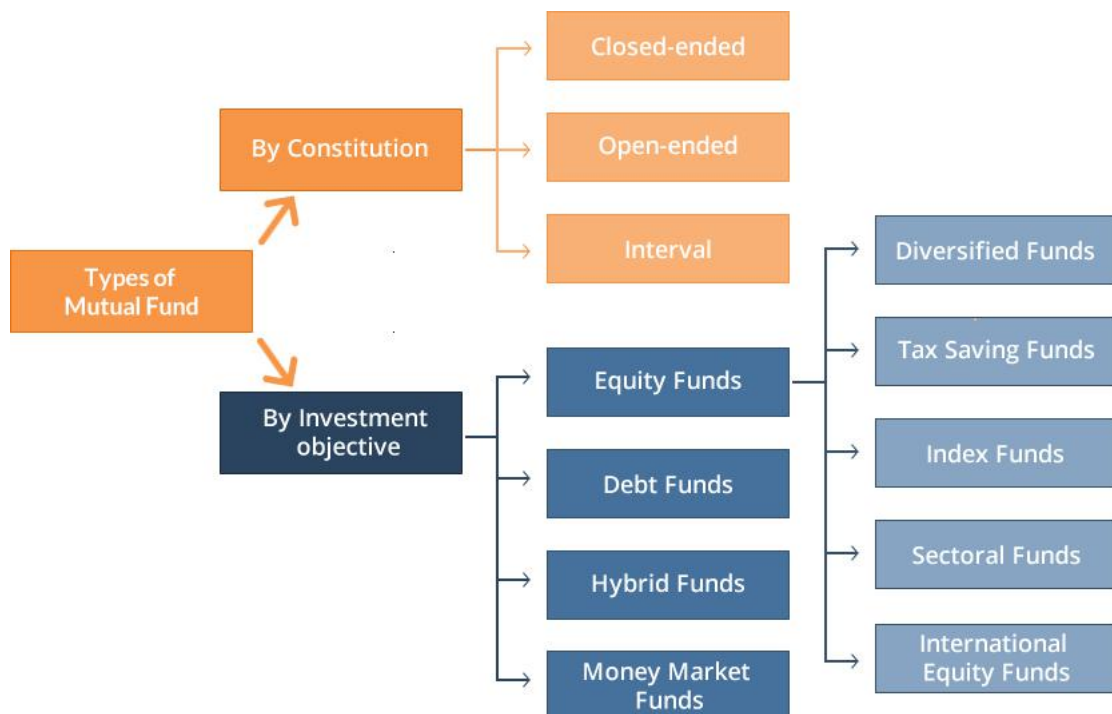 Types of
Mutual Fund
By Constitution
Closed-ended
Open-ended
Interval
By Investment
objective
Equity Funds
Debt Funds
Hybrid Funds
Money Market
Funds
Diversified Funds
Tax Saving Funds
Index Funds
Sectoral Funds
International
Equity Funds